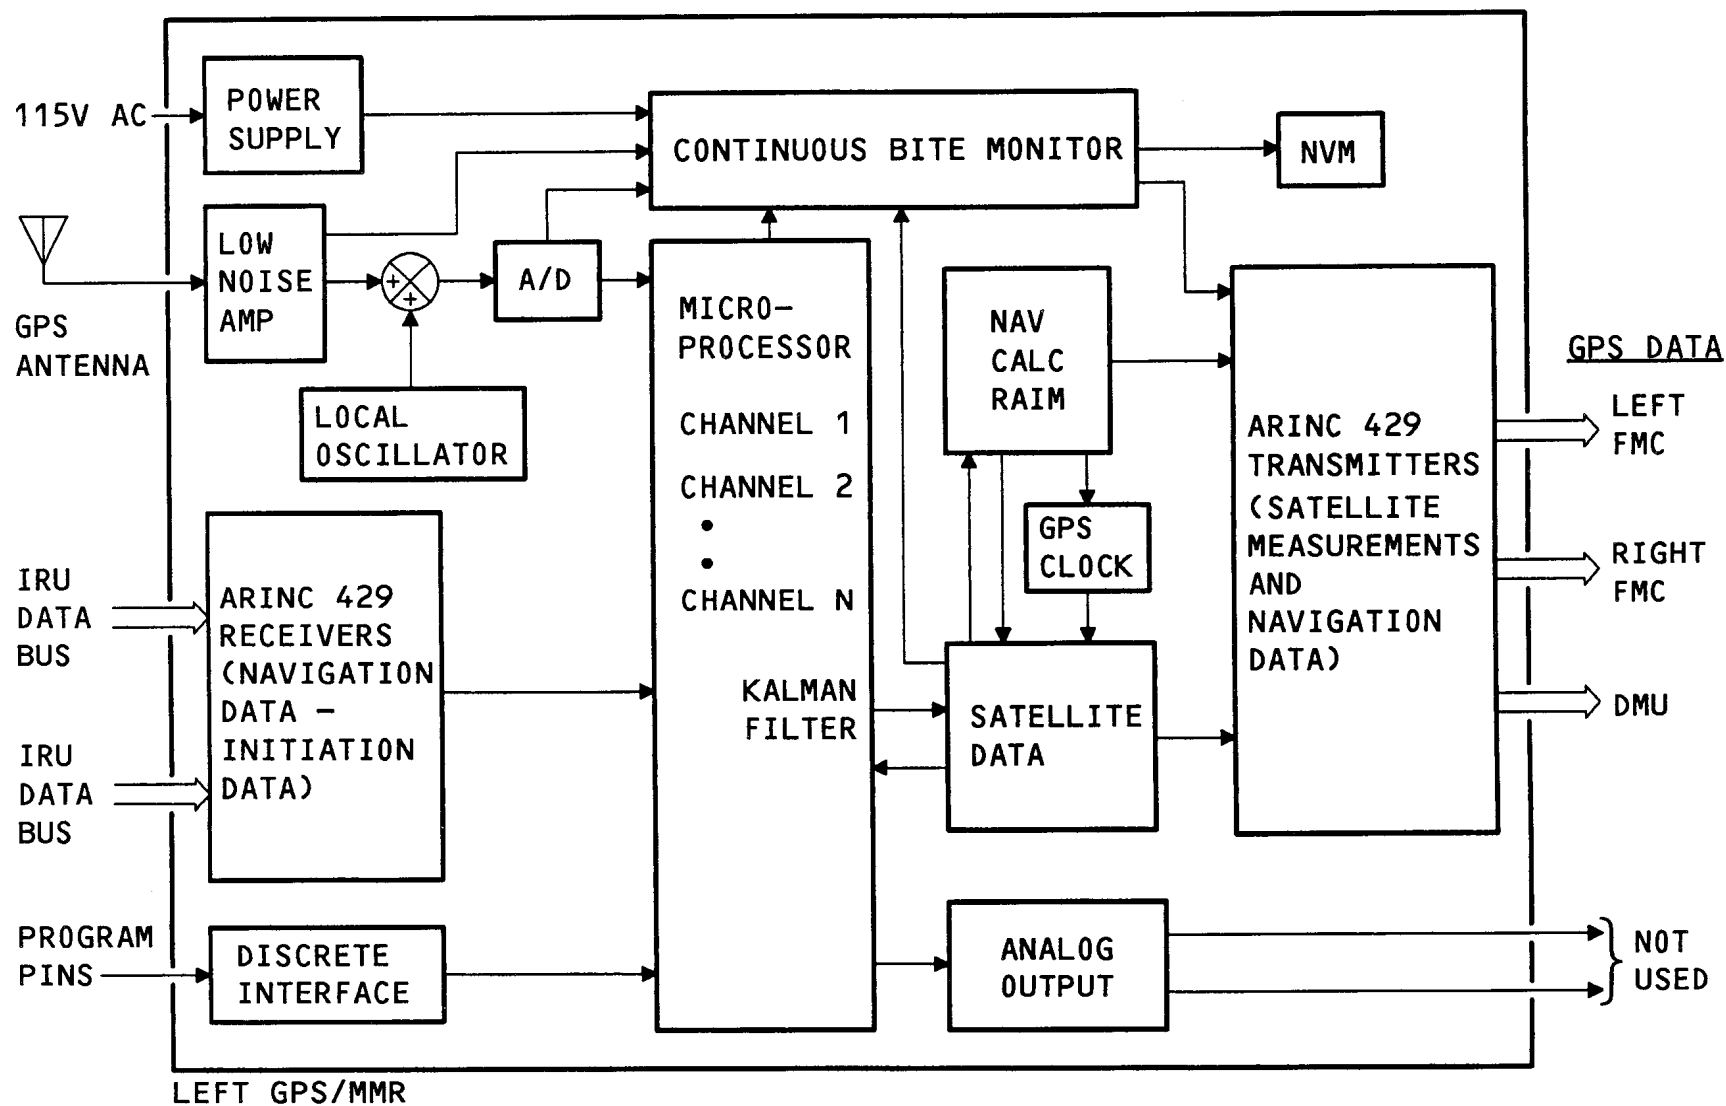 115V AC
POWER
SUPPLY
CONTINUOUS BITE MONITOR
NVM
GPS
ANTENNA
LOW
NOISE
AMP
+
+
A/D
LOCAL
OSCILLATOR
MICRO-
PROCESSOR
CHANNEL 1
CHANNEL 2
CHANNEL N
KALMAN
FILTER
NAV
CALC
RAIM
GPS
CLOCK
SATELLITE
DATA
ARINC 429
TRANSMITTERS
(SATELLITE
MEASUREMENTS
AND
NAVIGATION
DATA)
GPS DATA
LEFT
FMC
RIGHT
FMC
DMU
IRU
DATA
BUS
IRU
DATA
BUS
ARINC 429
RECEIVERS
(NAVIGATION
DATA -
INITIATION
DATA)
PROGRAM
PINS
DISCRETE
INTERFACE
ANALOG
OUTPUT
NOT
USED
LEFT GPS/MMR